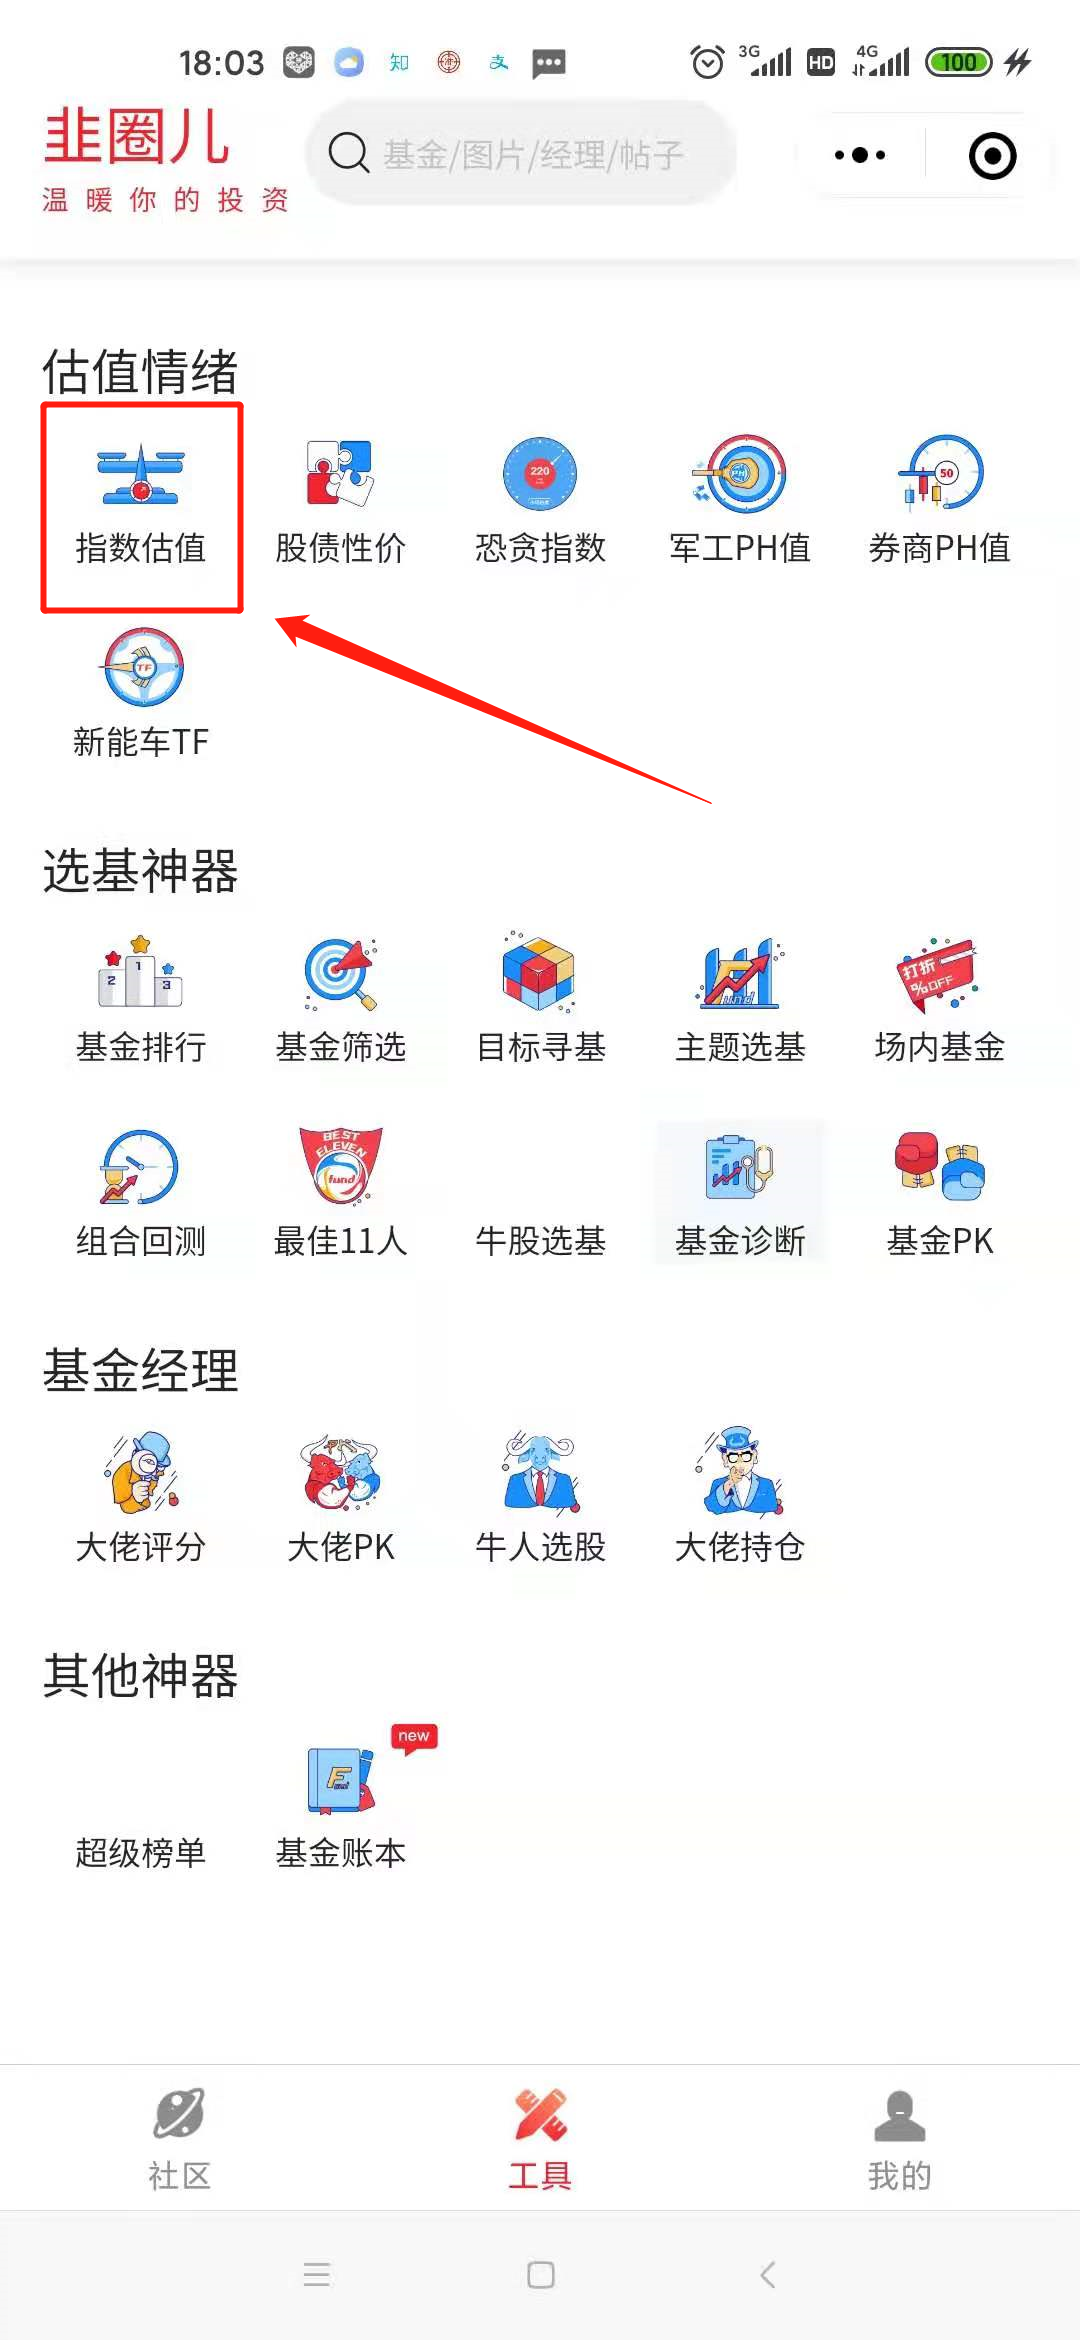 18:03 知 支 3G HD 4G 100
韭圈儿
温暖你的投资
基金/图片/经理/帖子
估值情绪
220
PH
50
指数估值 股债性价 恐贪指数 军工PH值 券商PH值
TF
新能车TF
选基神器
1
2 3
Fund
打折
%OFF
基金排行 基金筛选 目标寻基 主题选基 场内基金
BEST
ELEVEN
fund
组合回测 最佳11人 牛股选基 基金诊断 基金PK
基金经理
PK
大佬评分 大佬PK 牛人选股 大佬持仓
其他神器
new
Fund
超级榜单 基金账本
社区 工具 我的